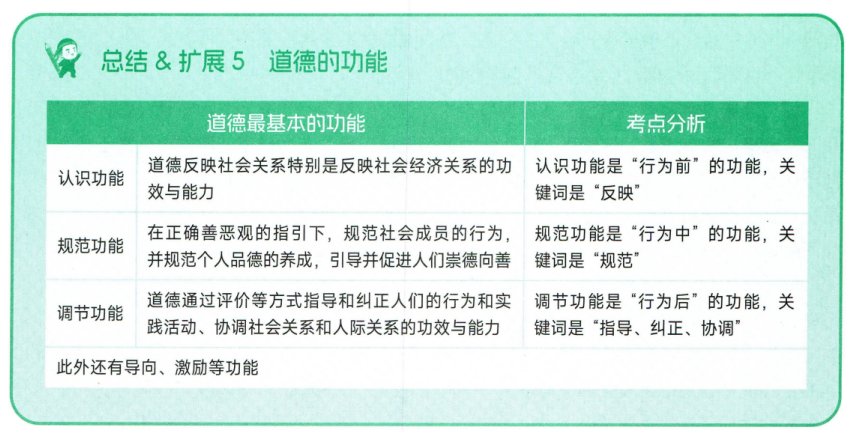 总结 & 扩展 5 道德的功能
道德最基本的功能 考点分析
认识功能
道德反映社会关系特别是反映社会经济关系的功
效与能力
认识功能是“行为前”的功能，关
键词是“反映”
规范功能
在正确善恶观的指引下，规范社会成员的行为，
并规范个人品德的养成，引导并促进人们崇德向善
规范功能是“行为中”的功能，关
键词是“规范”
调节功能
道德通过评价等方式指导和纠正人们的行为和实
践活动、协调社会关系和人际关系的功效与能力
调节功能是“行为后”的功能，关
键词是“指导、纠正、协调”
此外还有导向、激励等功能